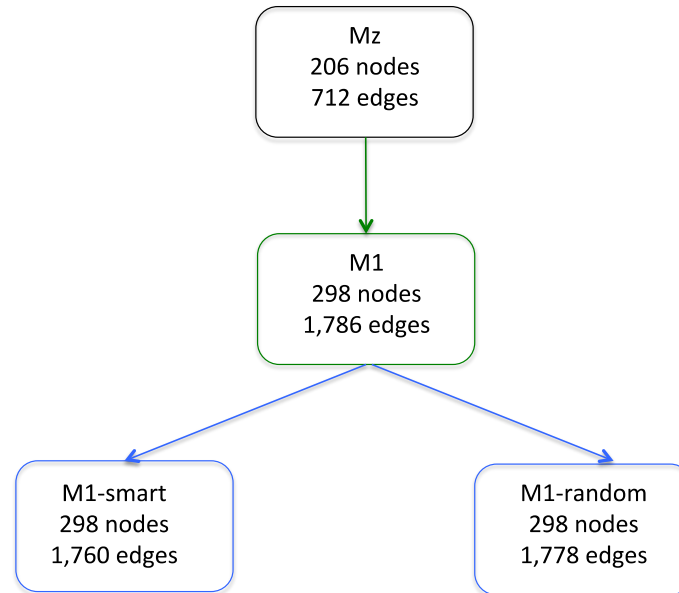 Mz
206 nodes
712 edges
M1
298 nodes
1,786 edges
M1-smart
298 nodes
1,760 edges
M1-random
298 nodes
1,778 edges